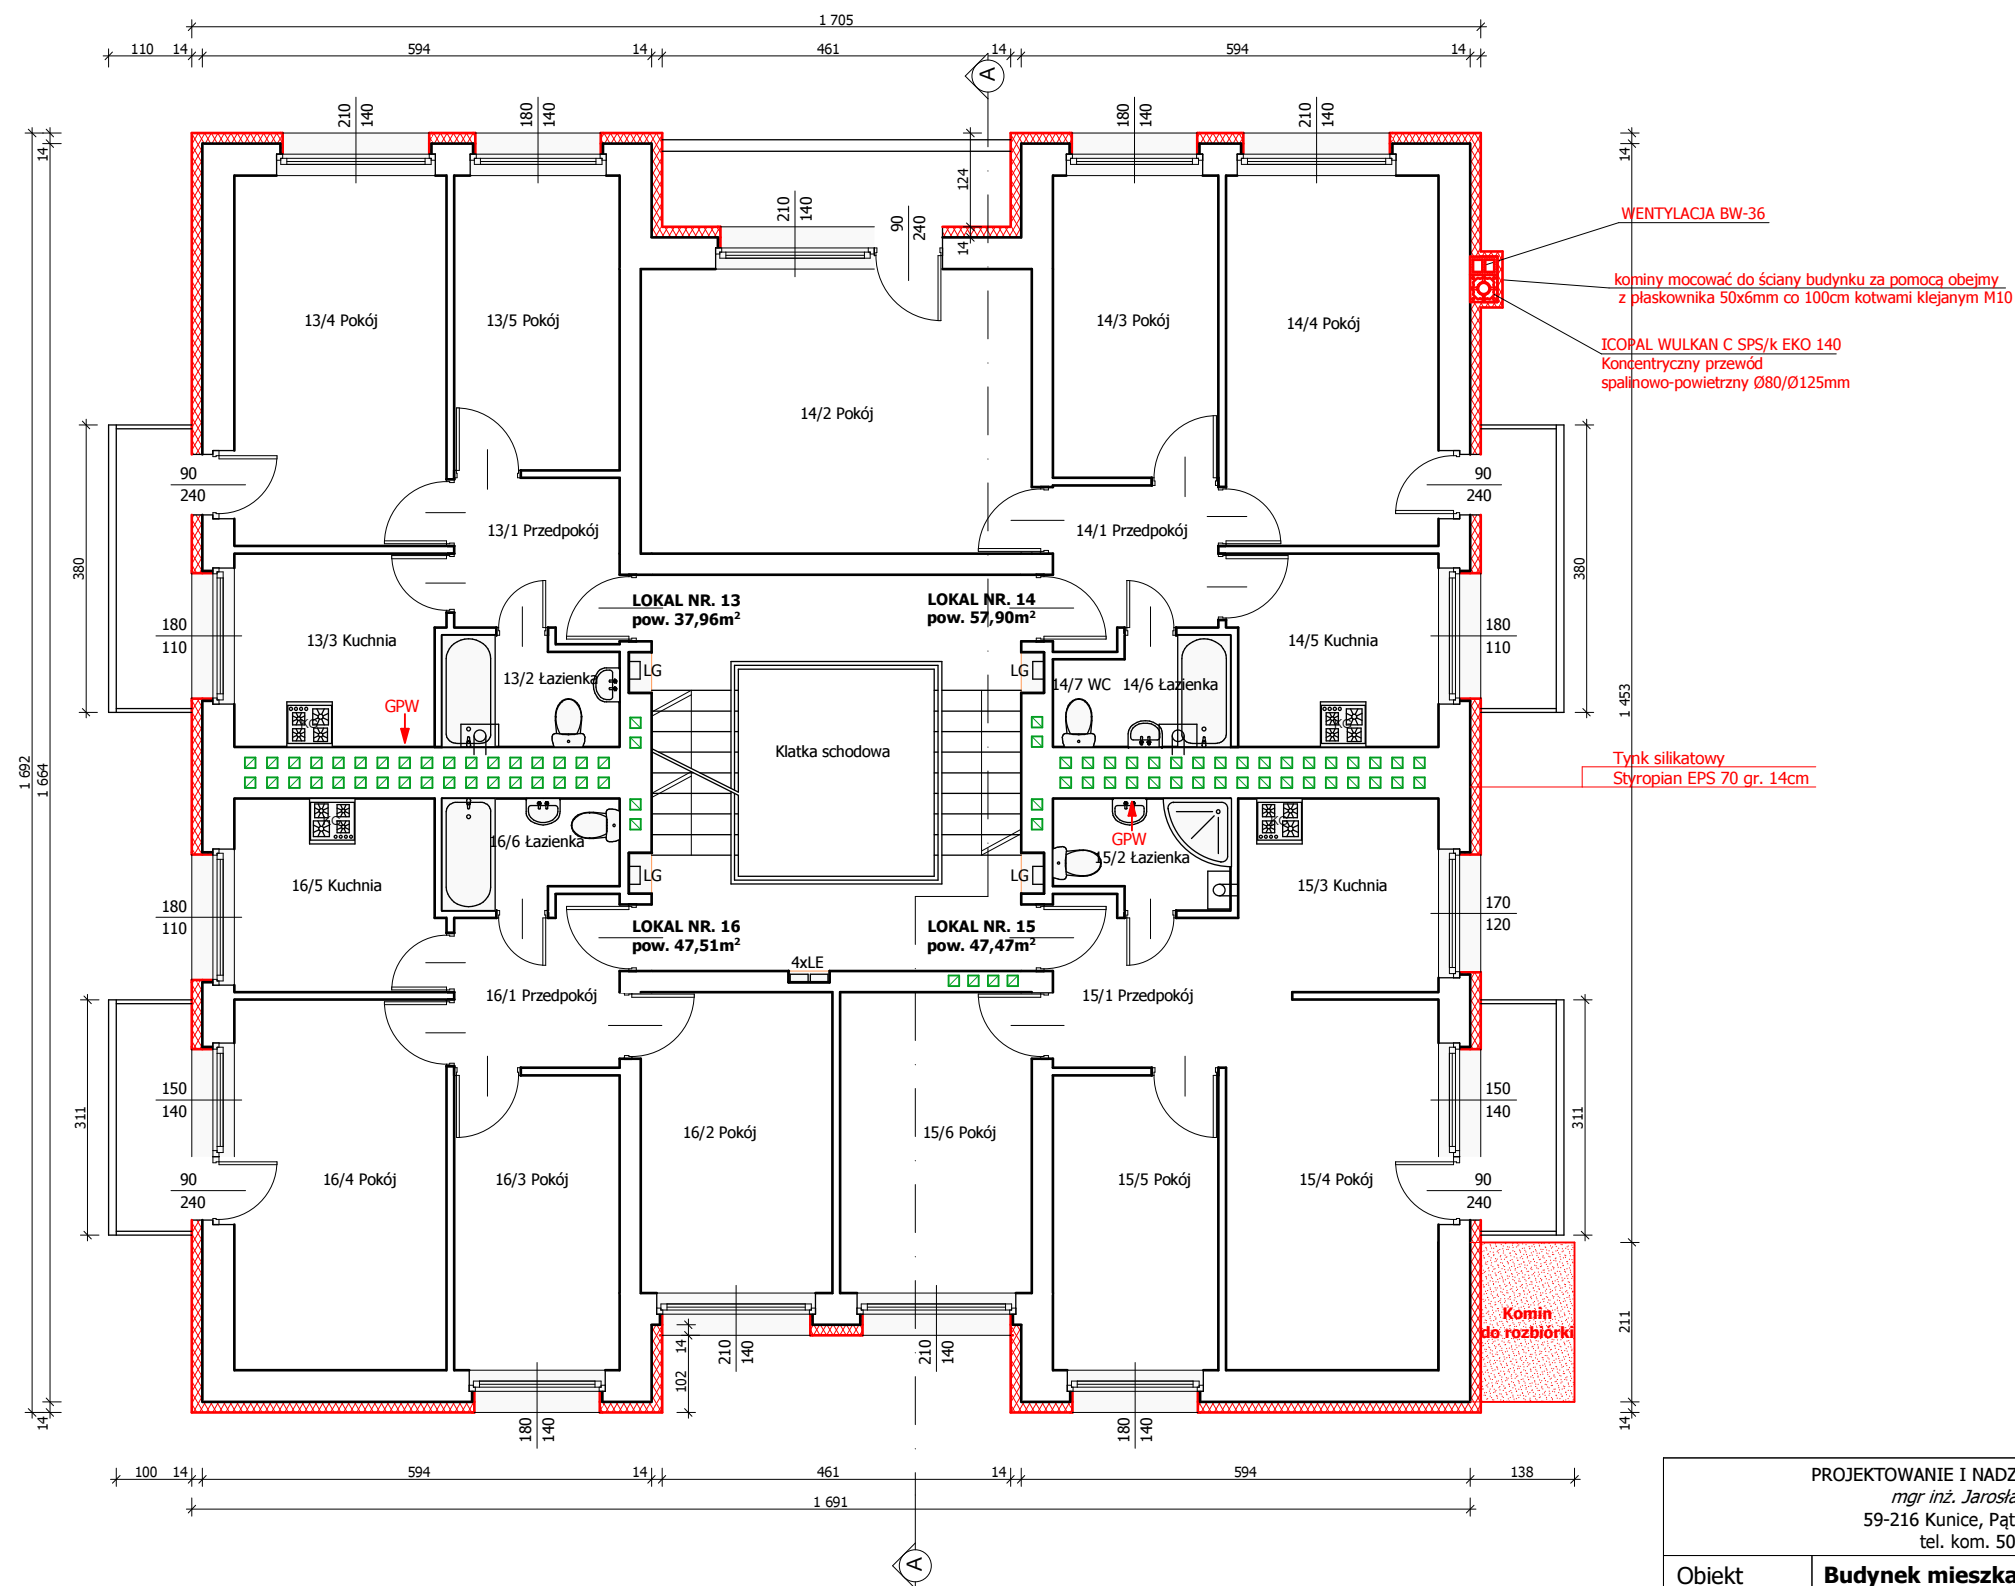 1 705
110 14 594 14 461 14 594 14
A
210 140
180 140
180 140
210 140
14
124
14
210 140
90 240
14
WENTYLACJA BW-36
kominy mocować do ściany budynku za pomocą obejmy
z płaskownika 50x6mm co 100cm kotwami klejanym M10
ICOPAL WULKAN C SPS/k EKO 140
Koncentryczny przewód
spalinowo-powietrzny Ø80/Ø125mm
13/4 Pokój
13/5 Pokój
14/3 Pokój
14/4 Pokój
14/2 Pokój
90
240
90
240
13/1 Przedpokój
14/1 Przedpokój
380
380
LOKAL NR. 13
pow. 37,96m²
LOKAL NR. 14
pow. 57,90m²
180
110
13/3 Kuchnia
14/5 Kuchnia
180
110
13/2 Łazienka
LG
LG
14/7 WC
14/6 Łazienka
GPW
1 453
1 692
1 664
Klatka schodowa
Tynk silikatowy
Styropian EPS 70 gr. 14cm
16/6 Łazienka
GPW
15/2 Łazienka
16/5 Kuchnia
LG
LG
15/3 Kuchnia
180
110
170
120
LOKAL NR. 16
pow. 47,51m²
LOKAL NR. 15
pow. 47,47m²
4xLE
16/1 Przedpokój
15/1 Przedpokój
150
140
150
140
311
311
16/2 Pokój
15/6 Pokój
90
240
16/4 Pokój
16/3 Pokój
15/5 Pokój
15/4 Pokój
90
240
Komin
do rozbiórki
211
14
102
210 140
210 140
180 140
180 140
14
14
100 14 594 14 461 14 594 138
1 691
A
PROJEKTOWANIE I NADZ
mgr inż. Jarosła
59-216 Kunice, Pąt
tel. kom. 50
Obiekt
Budynek mieszka